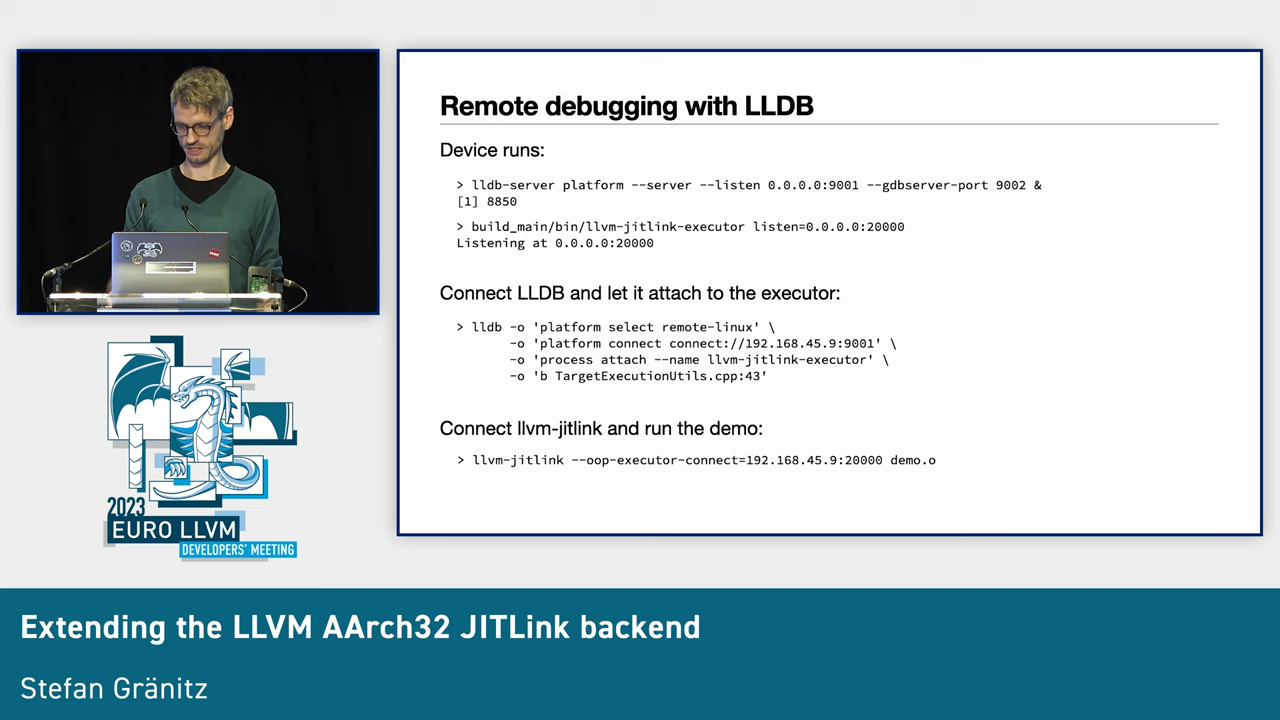 Remote debugging with LLDB
Device runs:
> lldb-server platform --server --listen 0.0.0.0:9001 --gdbserver-port 9002 &
[1] 8850
> build_main/bin/llvm-jitlink-executor listen=0.0.0.0:20000
Listening at 0.0.0.0:20000
Connect LLDB and let it attach to the executor:
> lldb -o 'platform select remote-linux' \
-o 'platform connect connect://192.168.45.9:9001' \
-o 'process attach --name llvm-jitlink-executor' \
-o 'b TargetExecutionUtils.cpp:43'
Connect llvm-jitlink and run the demo:
> llvm-jitlink --oop-executor-connect=192.168.45.9:20000 demo.o
2023
EURO LLVM
DEVELOPERS' MEETING
Extending the LLVM AArch32 JITLink backend
Stefan Gränitz